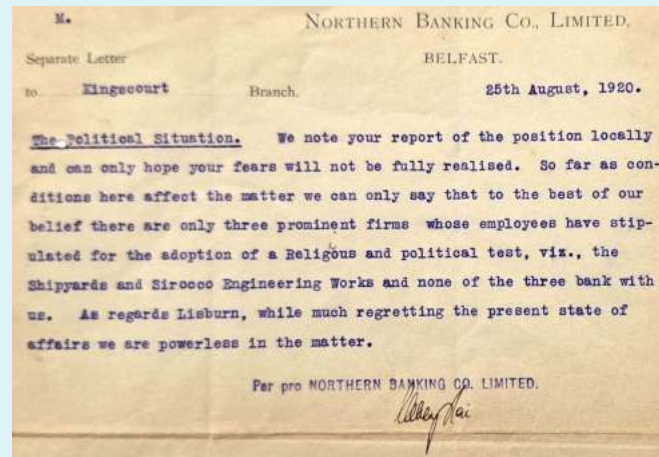 M.
NORTHERN BANKING CO., LIMITED,
Separate Letter
BELFAST.
to Kingscourt Branch.
25th August, 1920.
The Political Situation. We note your report of the position locally
and can only hope your fears will not be fully realised. So far as con-
ditions here affect the matter we can only say that to the best of our
belief there are only three prominent firms whose employees have stip-
ulated for the adoption of a Religous and political test, viz., the
Shipyards and Sirocco Engineering Works and none of the three bank with
us. As regards Lisburn, while much regretting the present state of
affairs we are powerless in the matter.
Per pro NORTHERN BANKING CO. LIMITED.